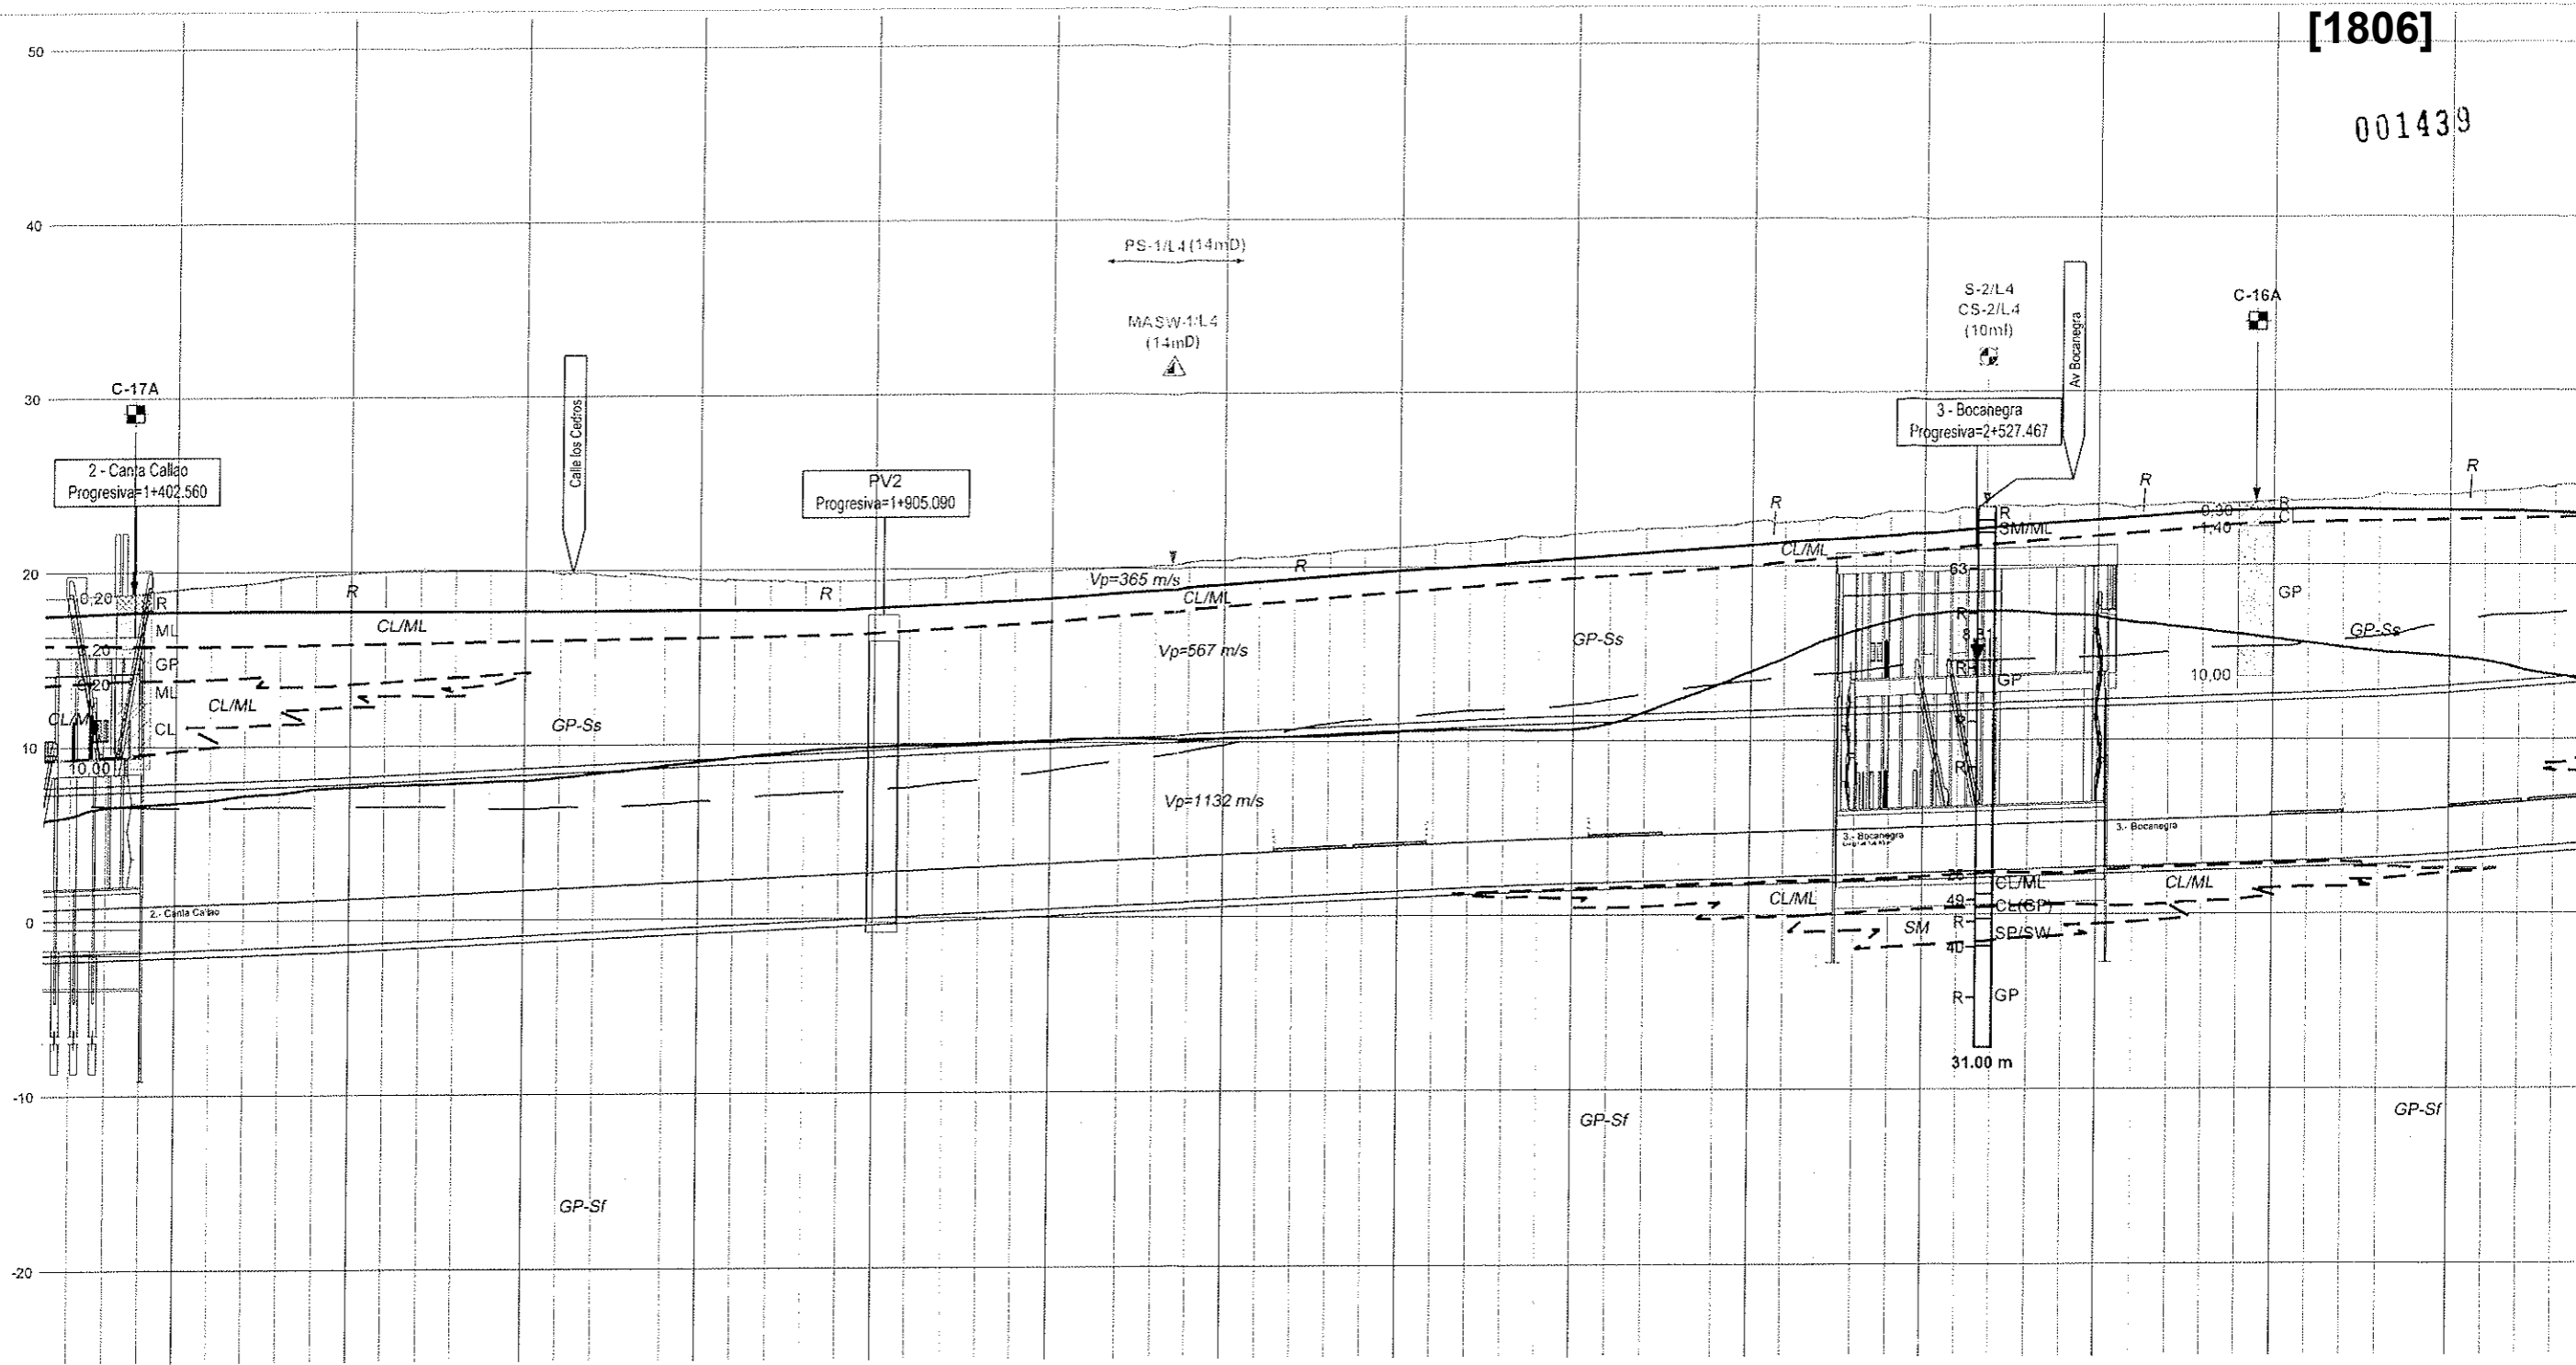 [1806]
001439
50
40
30
20
10
0
-10
-20
PS-1/L4 (14mD)
MASW-1/L4
(14mD)
S-2/L4
CS-2/L4
(10mI)
C-16A
C-17A
Calle los Cedros
Av Bocanegra
2 - Canta Callao
Progresiva=1+402.560
PV2
Progresiva=1+905.090
3 - Bocanegra
Progresiva=2+527.467
R
R
R
R
R
R
R
0,20
R
ML
GP
ML
CL
10,00
CL/ML
CL/ML
GP-Ss
Vp=365 m/s
CL/ML
Vp=567 m/s
Vp=1132 m/s
GP-Ss
CL/ML
R
SM/ML
63
R
R
GP
R
R
CL/ML
49
CL(GP)
R
SP/SW
40
R
GP
31.00 m
0,30
R
1,40
GP
10,00
GP-Ss
2.- Canta Callao
3.- Bocanegra
3.- Bocanegra
CL/ML
SM
CL/ML
GP-Sf
GP-Sf
GP-Sf